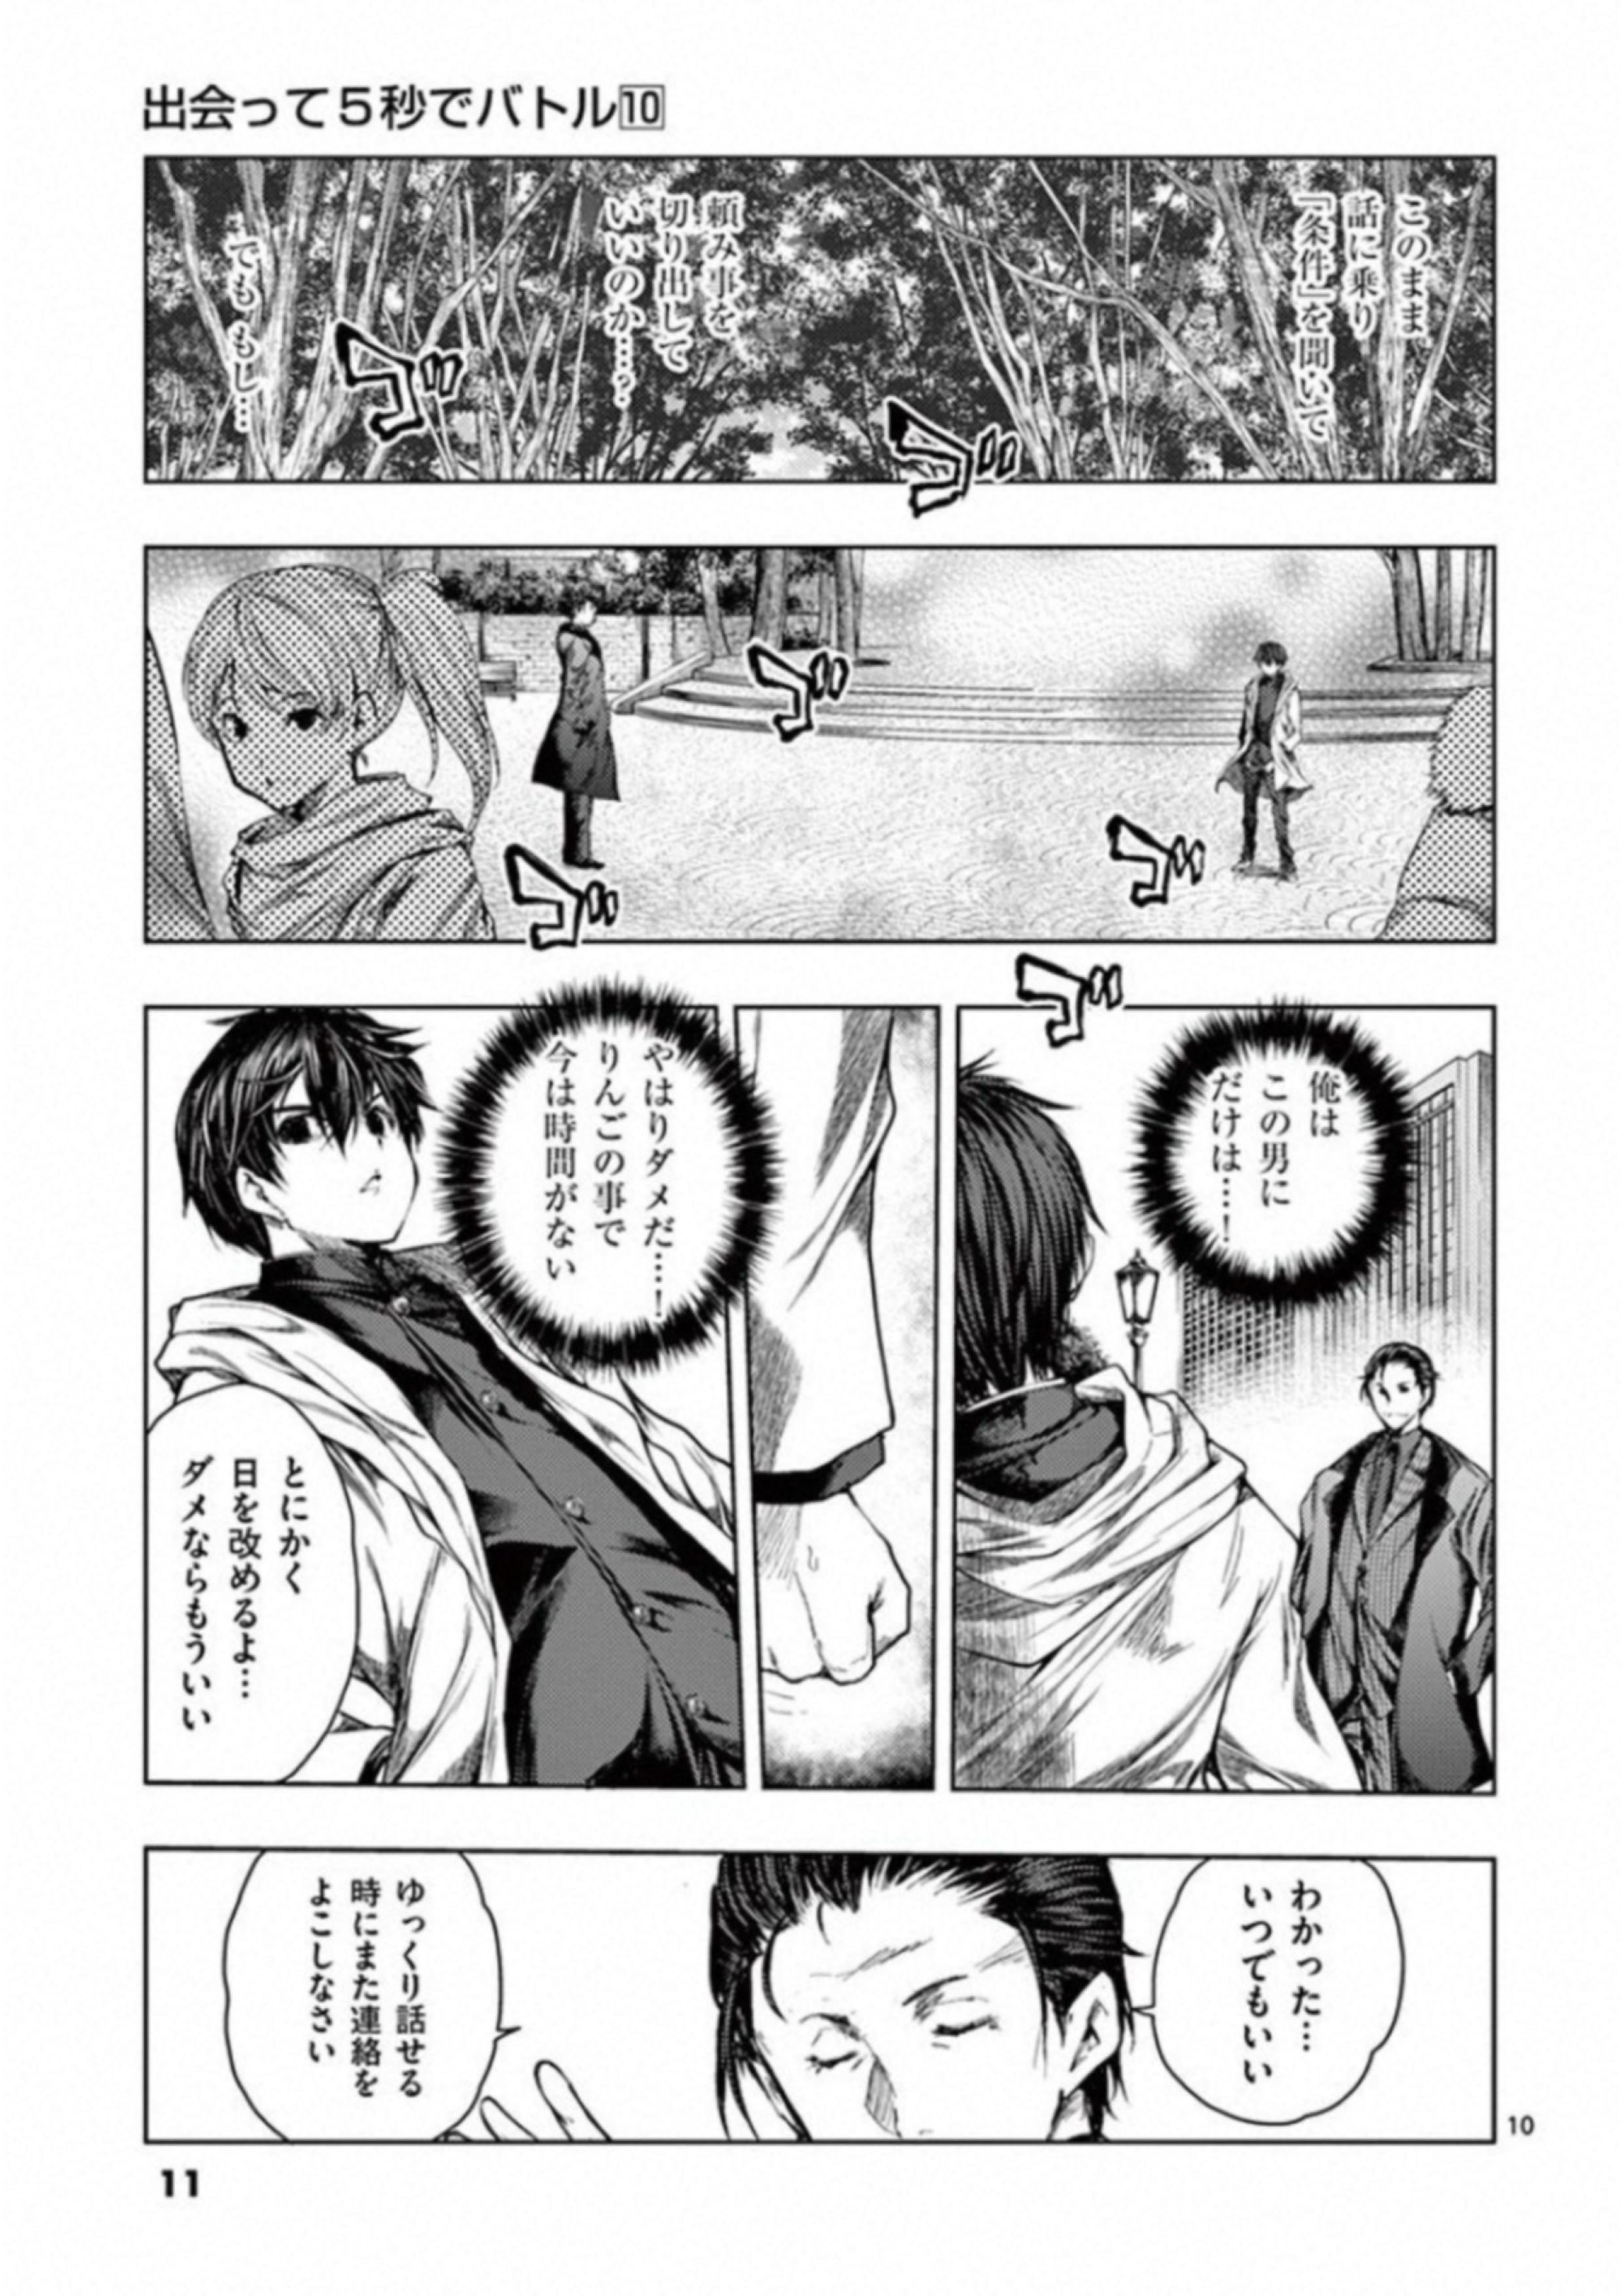 出会って5秒でバトル10
このまま
話に乗り
『条件』を聞いて
頼み事を
切り出して
いいのか…?
でももし…
ゴ
ゴ
ゴ
ゴ
ゴ
ゴ
俺は
この男に
だけは…!
やはりダメだ…!
りんごの事で
今は時間がない
とにかく
日を改めるよ…
ダメならもういい
わかった…
いつでもいい
ゆっくり話せる
時にまた連絡を
よこしなさい
10
11